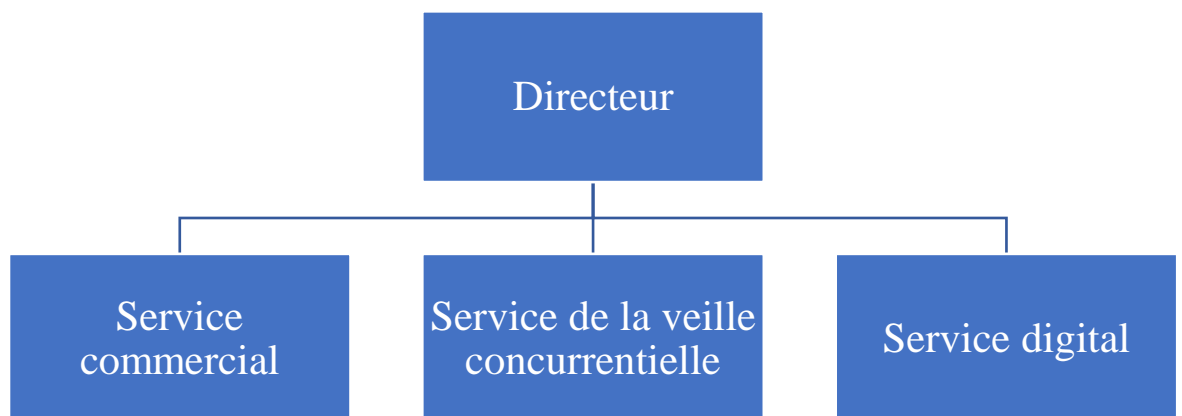 Directeur
Service
commercial
Service de la veille
concurrentielle
Service digital